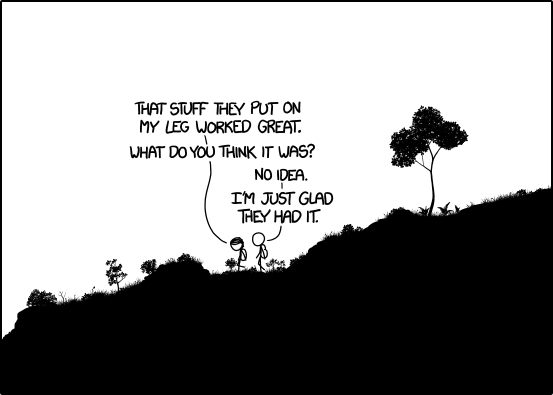 THAT STUFF THEY PUT ON
MY LEG WORKED GREAT.
WHAT DO YOU THINK IT WAS?
NO IDEA.
I'M JUST GLAD
THEY HAD IT.